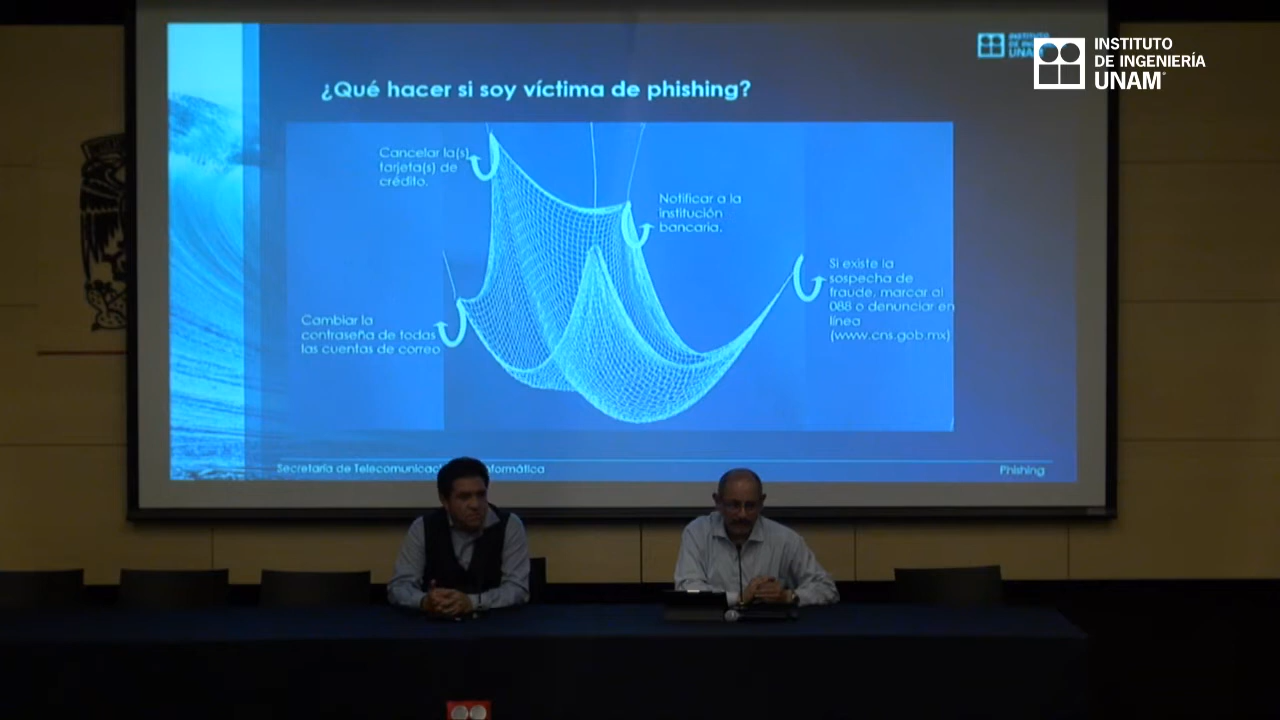 INSTITUTO
DE INGENIERÍA
UNAM
¿Qué hacer si soy víctima de phishing?
Cancelar la(s)
tarjeta(s) de
crédito.
Notificar a la
institución
bancaria.
Si existe la
sospecha de
fraude, marcar al
088 o denunciar en
línea
(www.cns.gob.mx)
Cambiar la
contraseña de todas
las cuentas de correo
Secretaría de
Phishing